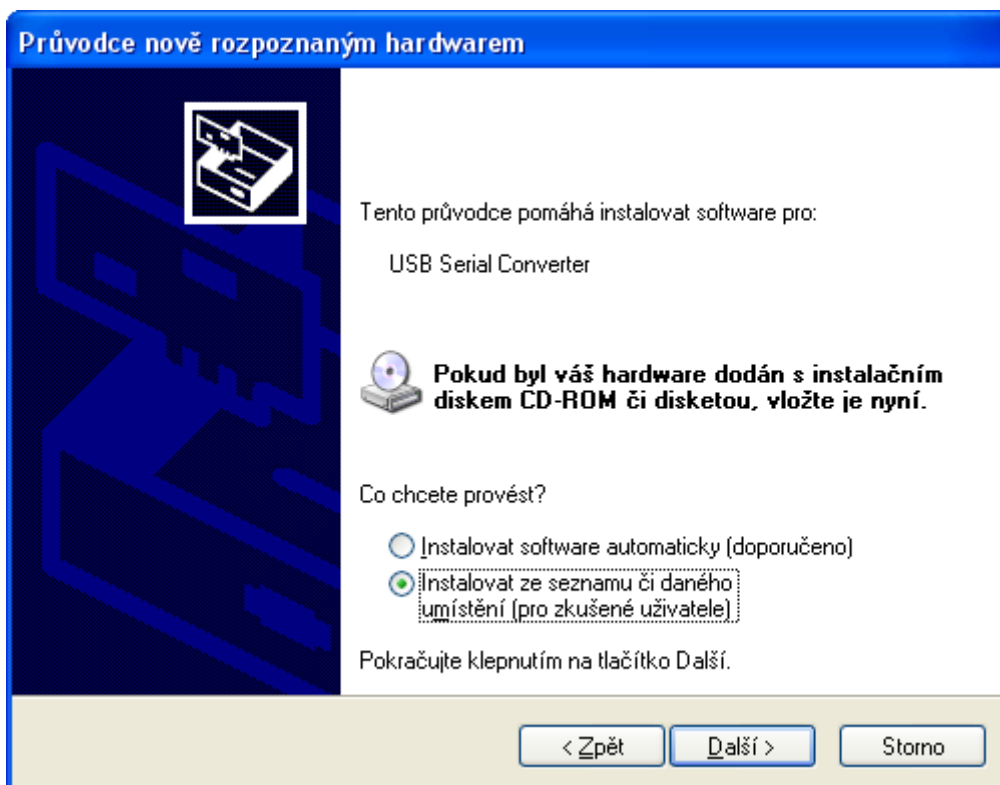 Průvodce nově rozpoznaným hardwarem
Tento průvodce pomáhá instalovat software pro:
USB Serial Converter
Pokud byl váš hardware dodán s instalačním
diskem CD-ROM či disketou, vložte je nyní.
Co chcete provést?
Instalovat software automaticky (doporučeno)
Instalovat ze seznamu či daného
umístění (pro zkušené uživatele)
Pokračujte klepnutím na tlačítko Další.
< Zpět
Další >
Storno